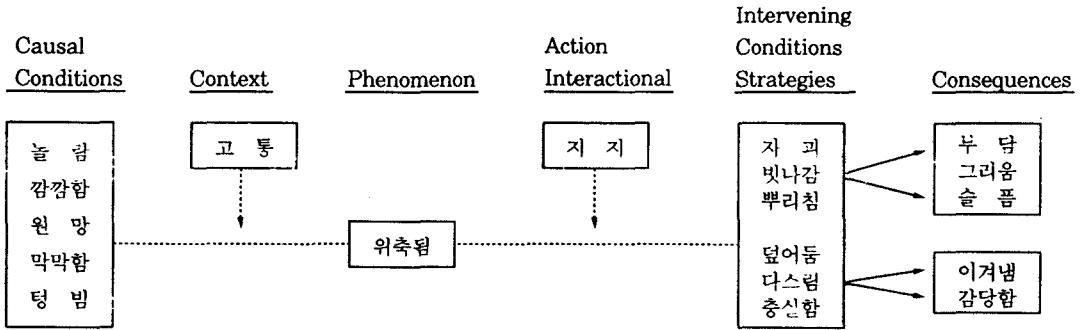 Causal Conditions
Context
Phenomenon
Action Interactional
Intervening Conditions Strategies
Consequences
놀 람
깜깜함
원 망
막막함
텅 빔
고 통
위축됨
지 지
자 괴
빗나감
뿌리침
덮어둠
다스림
충실함
부 담
그리움
슬 픔
이겨냄
감당함